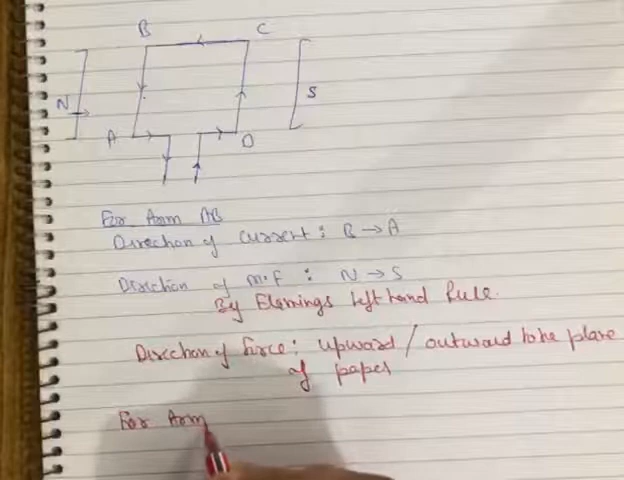 B
C
N
S
A
D
For Arm AB
Direction of Current : B → A
Direction of M.F : N → S
By Flemings left hand Rule.
Direction of force : upward / outward to the plane
of paper
For Arm